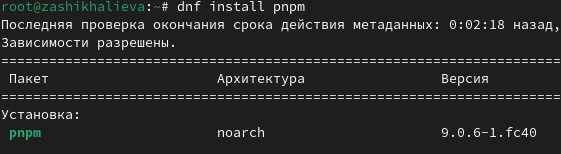 root@zashikhalieva:~# dnf install pnpm
Последняя проверка окончания срока действия метаданных: 0:02:18 назад,
Зависимости разрешены.
================================================================================
Пакет Архитектура Версия
================================================================================
Установка:
pnpm noarch 9.0.6-1.fc40